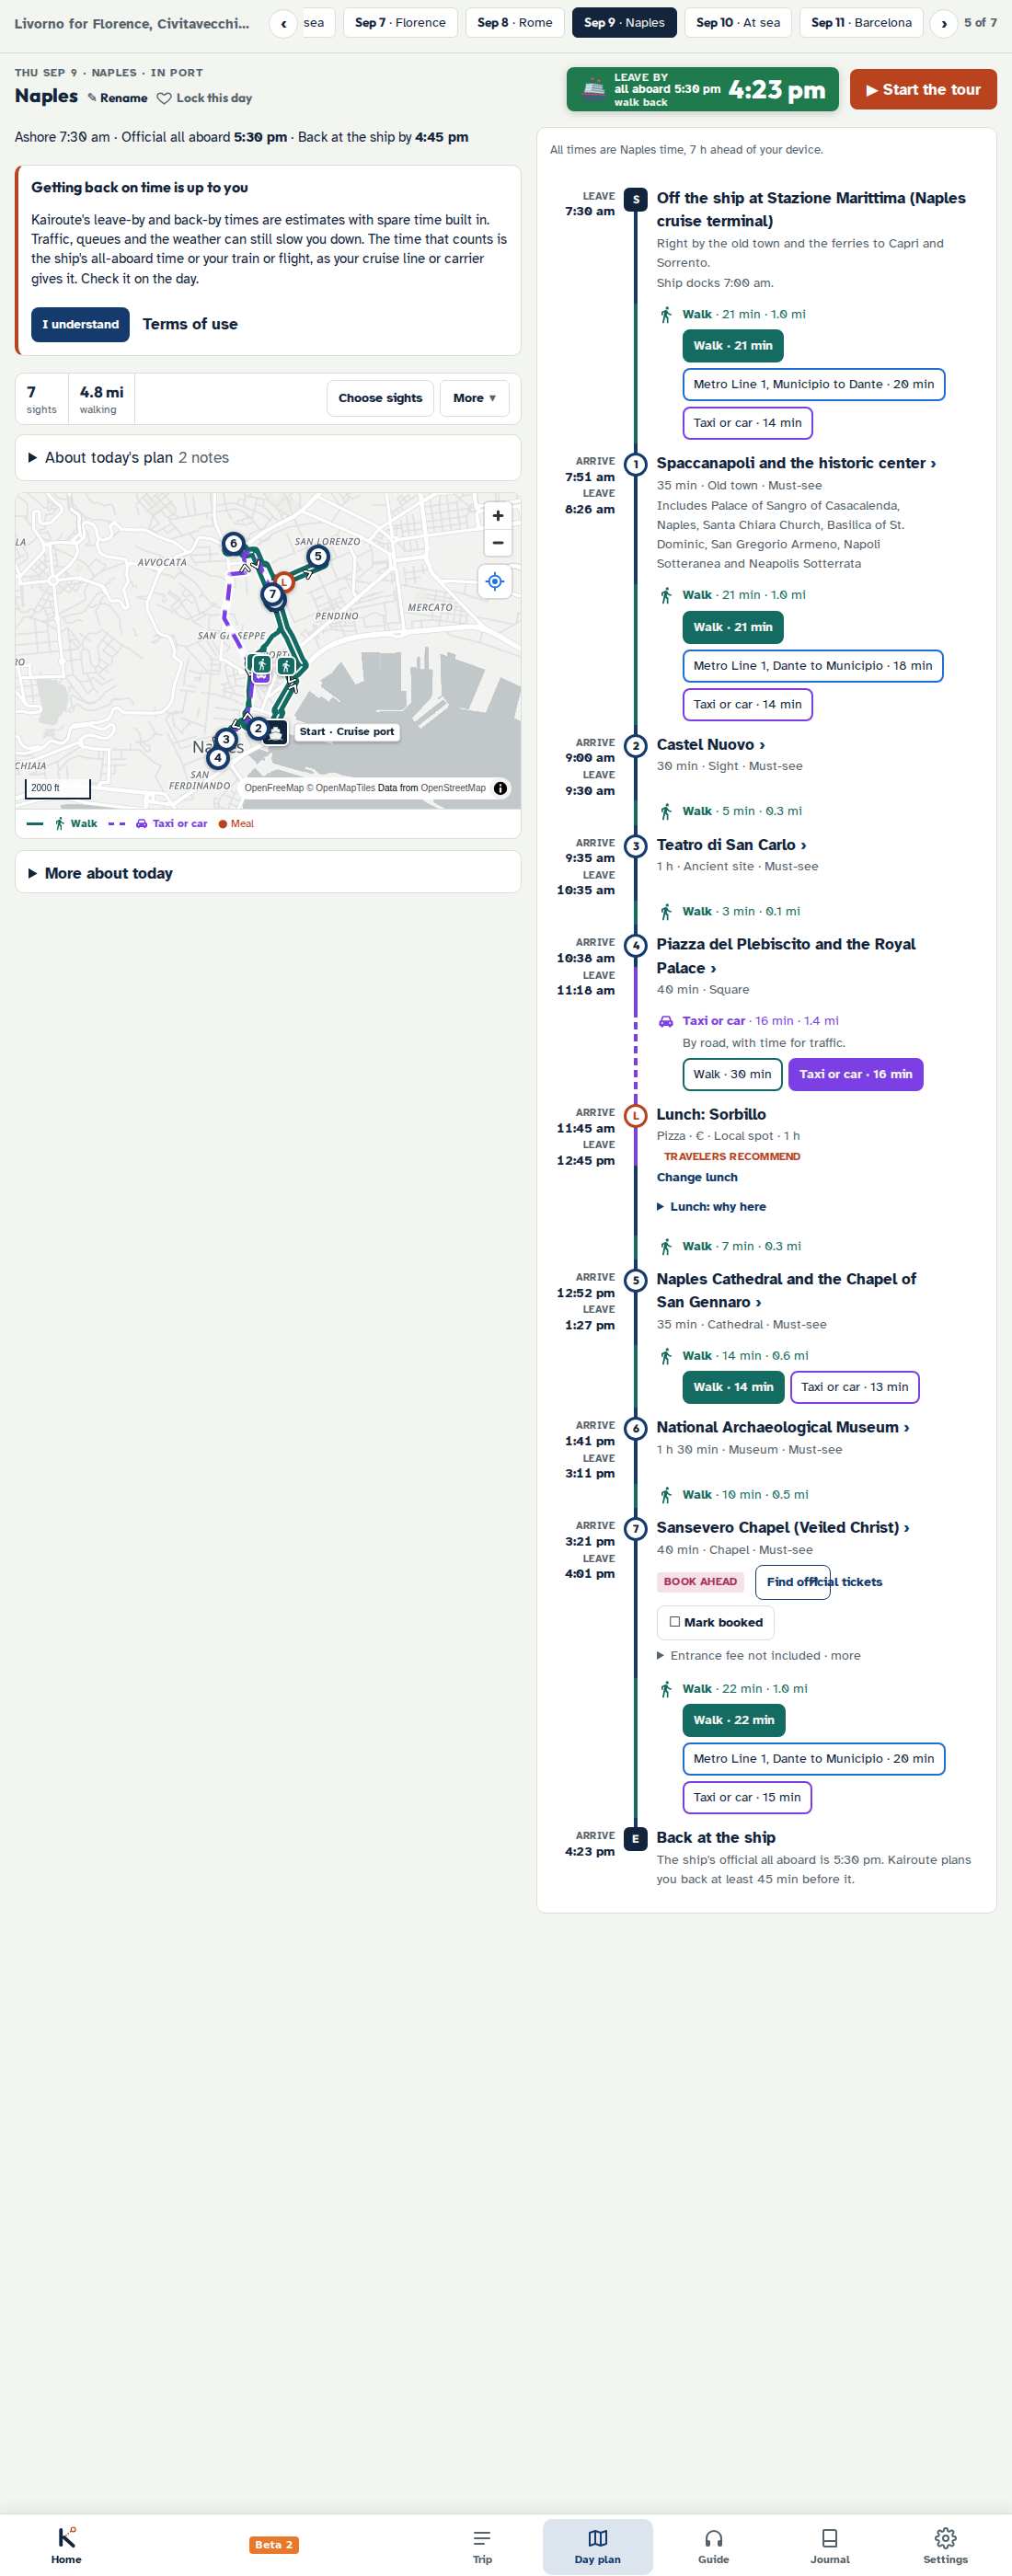 Livorno for Florence, Civitavecchi...
‹
sea
Sep 7 · Florence
Sep 8 · Rome
Sep 9 · Naples
Sep 10 · At sea
Sep 11 · Barcelona
›
5 of 7
THU SEP 9 · NAPLES · IN PORT
Naples
✎ Rename
Lock this day
LEAVE BY
all aboard 5:30 pm
walk back
4:23 pm
▶ Start the tour
Ashore 7:30 am · Official all aboard 5:30 pm · Back at the ship by 4:45 pm
Getting back on time is up to you
Kairoute's leave-by and back-by times are estimates with spare time built in.
Traffic, queues and the weather can still slow you down. The time that counts is
the ship's all-aboard time or your train or flight, as your cruise line or carrier
gives it. Check it on the day.
I understand
Terms of use
7
sights
4.8 mi
walking
Choose sights
More ▼
▶ About today's plan 2 notes
LA
AVVOCATA
SAN LORENZO
6
5
L
7
PENDINO
MERCATO
SAN GI SEPPE
PORT
RO
2
3
4
Start · Cruise port
Na es
CHIAIA
SAN
FERDINANDO
+
−
2000 ft
OpenFreeMap © OpenMapTiles Data from OpenStreetMap
Walk
Taxi or car
Meal
▶ More about today
All times are Naples time, 7 h ahead of your device.
LEAVE
7:30 am
S
Off the ship at Stazione Marittima (Naples
cruise terminal)
Right by the old town and the ferries to Capri and
Sorrento.
Ship docks 7:00 am.
Walk · 21 min · 1.0 mi
Walk · 21 min
Metro Line 1, Municipio to Dante · 20 min
Taxi or car · 14 min
ARRIVE
7:51 am
LEAVE
8:26 am
1
Spaccanapoli and the historic center ›
35 min · Old town · Must-see
Includes Palace of Sangro of Casacalenda,
Naples, Santa Chiara Church, Basilica of St.
Dominic, San Gregorio Armeno, Napoli
Sotteranea and Neapolis Sotterrata
Walk · 21 min · 1.0 mi
Walk · 21 min
Metro Line 1, Dante to Municipio · 18 min
Taxi or car · 14 min
ARRIVE
9:00 am
LEAVE
9:30 am
2
Castel Nuovo ›
30 min · Sight · Must-see
Walk · 5 min · 0.3 mi
ARRIVE
9:35 am
LEAVE
10:35 am
3
Teatro di San Carlo ›
1 h · Ancient site · Must-see
Walk · 3 min · 0.1 mi
ARRIVE
10:38 am
LEAVE
11:18 am
4
Piazza del Plebiscito and the Royal
Palace ›
40 min · Square
Taxi or car · 16 min · 1.4 mi
By road, with time for traffic.
Walk · 30 min
Taxi or car · 16 min
ARRIVE
11:45 am
LEAVE
12:45 pm
L
Lunch: Sorbillo
Pizza · € · Local spot · 1 h
TRAVELERS RECOMMEND
Change lunch
▶ Lunch: why here
Walk · 7 min · 0.3 mi
ARRIVE
12:52 pm
LEAVE
1:27 pm
5
Naples Cathedral and the Chapel of
San Gennaro ›
35 min · Cathedral · Must-see
Walk · 14 min · 0.6 mi
Walk · 14 min
Taxi or car · 13 min
ARRIVE
1:41 pm
LEAVE
3:11 pm
6
National Archaeological Museum ›
1 h 30 min · Museum · Must-see
Walk · 10 min · 0.5 mi
ARRIVE
3:21 pm
LEAVE
4:01 pm
7
Sansevero Chapel (Veiled Christ) ›
40 min · Chapel · Must-see
BOOK AHEAD
Find official tickets
☐ Mark booked
▶ Entrance fee not included · more
Walk · 22 min · 1.0 mi
Walk · 22 min
Metro Line 1, Dante to Municipio · 20 min
Taxi or car · 15 min
ARRIVE
4:23 pm
E
Back at the ship
The ship's official all aboard is 5:30 pm. Kairoute plans
you back at least 45 min before it.
Home
Beta 2
Trip
Day plan
Guide
Journal
Settings